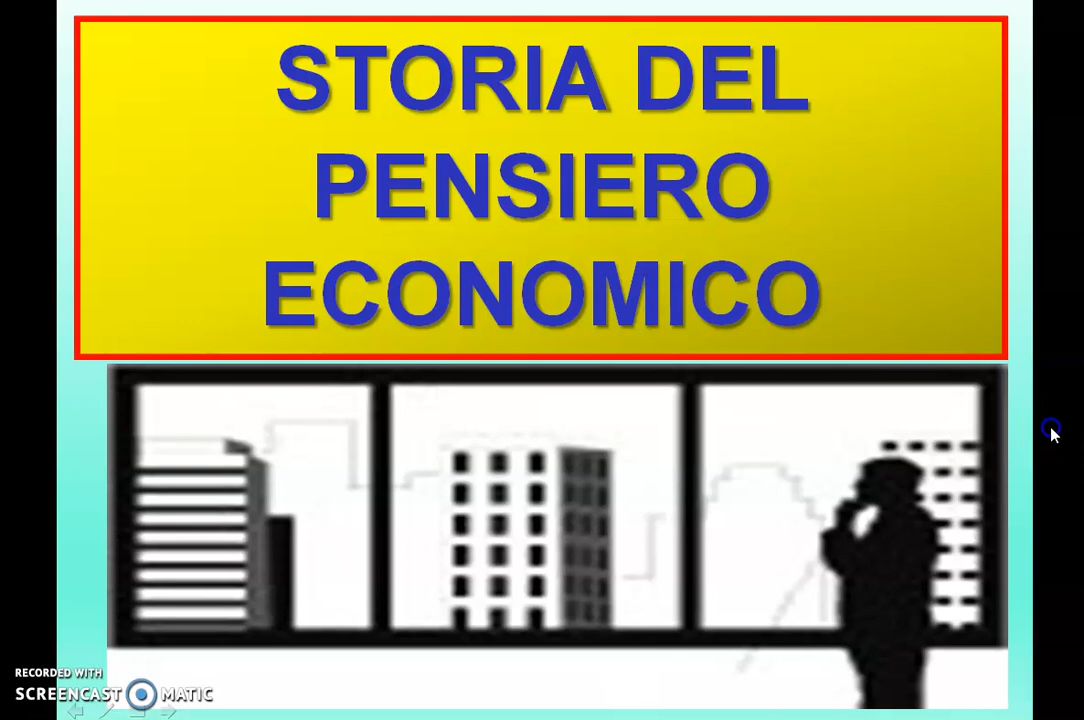 STORIA DEL
PENSIERO
ECONOMICO
RECORDED WITH
SCREENCAST MATIC